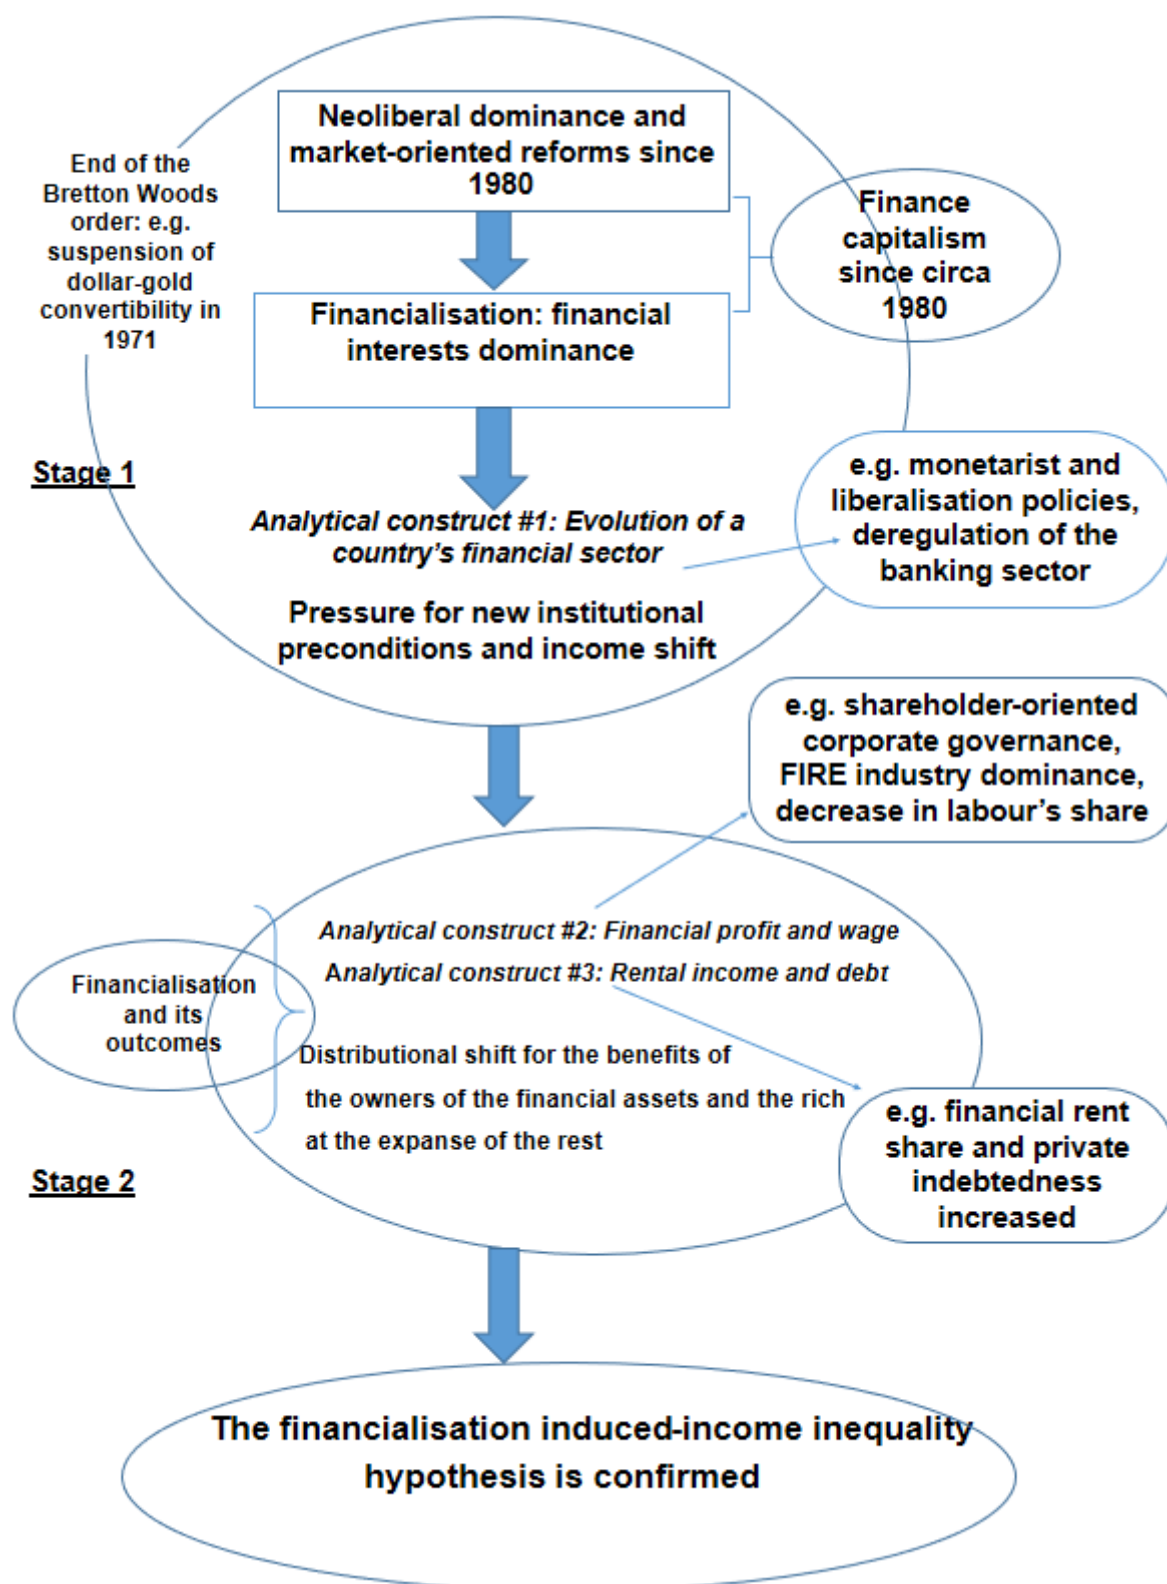 Neoliberal dominance and
market-oriented reforms since
1980
End of the
Bretton Woods
order: e.g.
suspension of
dollar-gold
convertibility in
1971
Finance
capitalism
since circa
1980
Financialisation: financial
interests dominance
Stage 1
e.g. monetarist and
liberalisation policies,
deregulation of the
banking sector
Analytical construct #1: Evolution of a
country's financial sector
Pressure for new institutional
preconditions and income shift
e.g. shareholder-oriented
corporate governance,
FIRE industry dominance,
decrease in labour's share
Analytical construct #2: Financial profit and wage
Analytical construct #3: Rental income and debt
Financialisation
and its
outcomes
Distributional shift for the benefits of
the owners of the financial assets and the rich
at the expanse of the rest
e.g. financial rent
share and private
indebtedness
increased
Stage 2
The financialisation induced-income inequality
hypothesis is confirmed